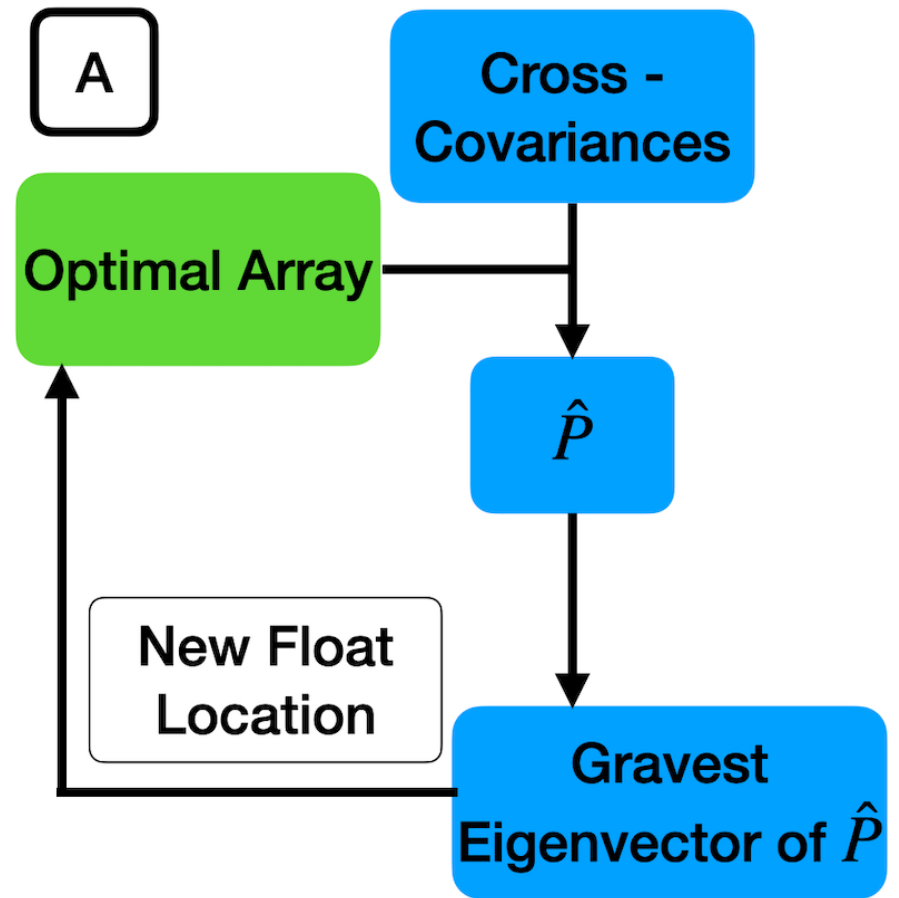 A
Cross -
Covariances
Optimal Array
P̂
New Float
Location
Gravest
Eigenvector of P̂